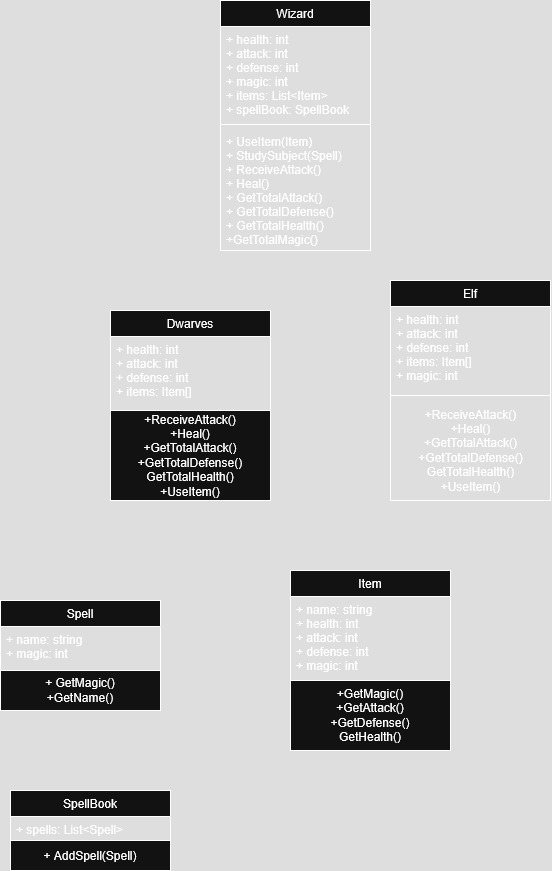 Wizard
+ health: int
+ attack: int
+ defense: int
+ magic: int
+ items: List<Item>
+ spellBook: SpellBook
+ UseItem(Item)
+ StudySubject(Spell)
+ ReceiveAttack()
+ Heal()
+ GetTotalAttack()
+ GetTotalDefense()
+ GetTotalHealth()
+GetTotalMagic()
Dwarves
+ health: int
+ attack: int
+ defense: int
+ items: Item[]
+ReceiveAttack()
+Heal()
+GetTotalAttack()
+GetTotalDefense()
GetTotalHealth()
+UseItem()
Elf
+ health: int
+ attack: int
+ defense: int
+ items: Item[]
+ magic: int
+ReceiveAttack()
+Heal()
+GetTotalAttack()
+GetTotalDefense()
GetTotalHealth()
+UseItem()
Spell
+ name: string
+ magic: int
+ GetMagic()
+GetName()
Item
+ name: string
+ health: int
+ attack: int
+ defense: int
+ magic: int
+GetMagic()
+GetAttack()
+GetDefense()
GetHealth()
SpellBook
+ spells: List<Spell>
+ AddSpell(Spell)